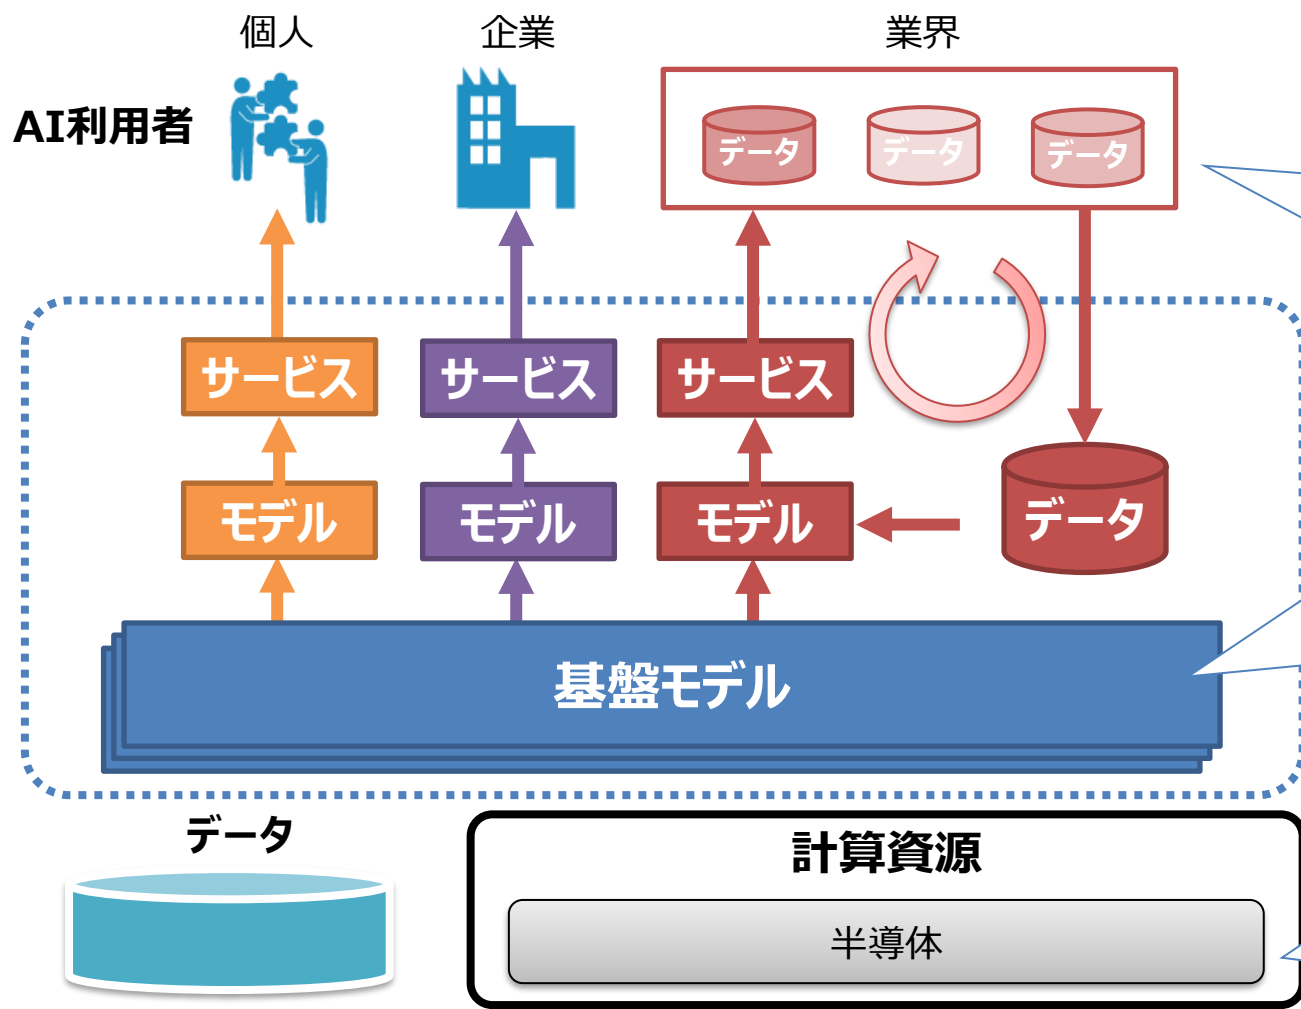 個人
企業
業界
AI利用者
データ
データ
データ
サービス
サービス
サービス
モデル
モデル
モデル
データ
基盤モデル
データ
計算資源
半導体